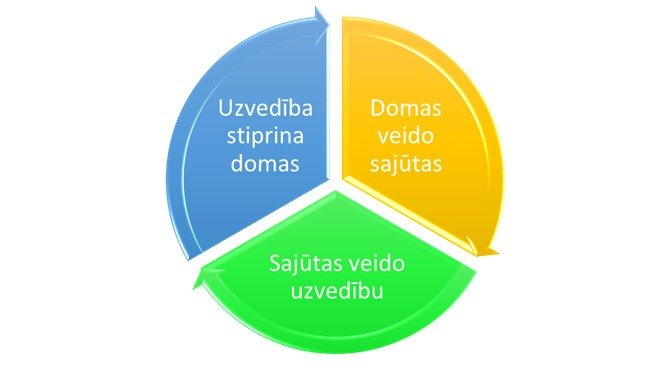 Uzvedība
stiprina
domas
Domas
veido
sajūtas
Sajūtas veido
uzvedību